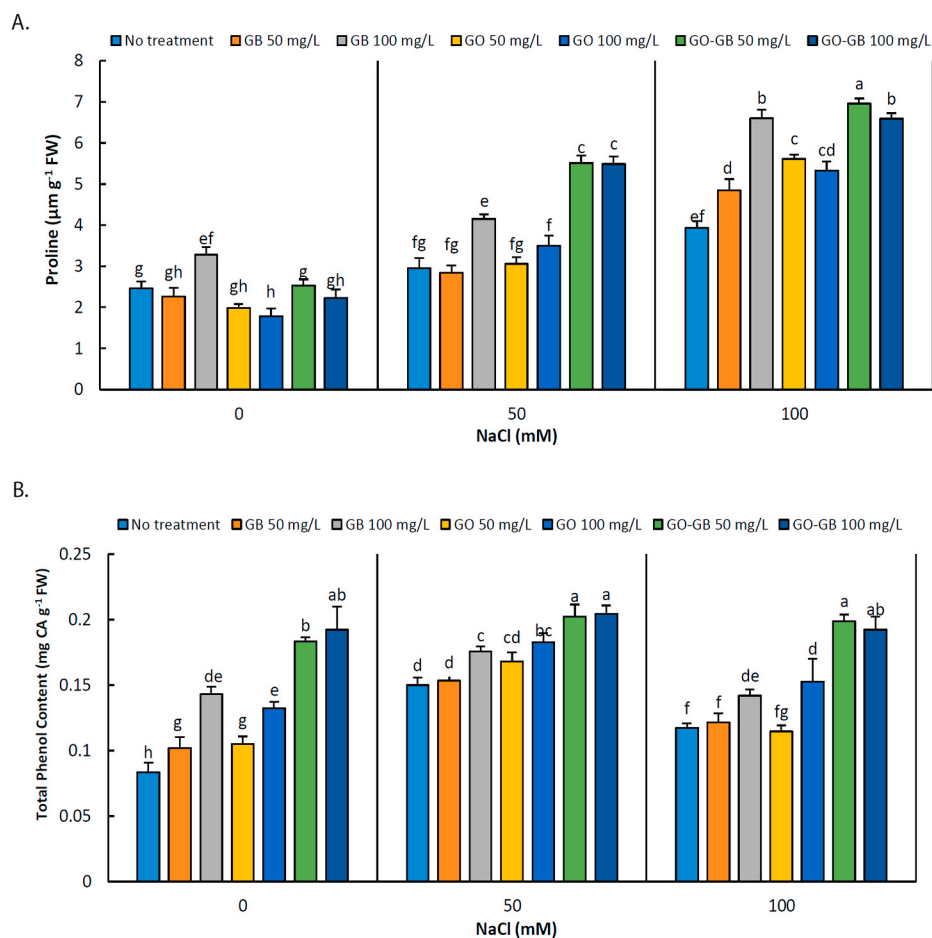 A.
No treatment GB 50 mg/L GB 100 mg/L GO 50 mg/L GO 100 mg/L GO-GB 50 mg/L GO-GB 100 mg/L
Proline (µm g⁻¹ FW)
8
7
6
5
4
3
2
1
0
g gh ef gh h g gh
fg fg e fg f c c
ef d b c cd a b
0 50 100
NaCl (mM)
B.
No treatment GB 50 mg/L GB 100 mg/L GO 50 mg/L GO 100 mg/L GO-GB 50 mg/L GO-GB 100 mg/L
Total Phenol Content (mg CA g⁻¹ FW)
0.25
0.2
0.15
0.1
0.05
0
h g de g e b ab
d d c cd bc a a
f f de fg d a ab
0 50 100
NaCl (mM)